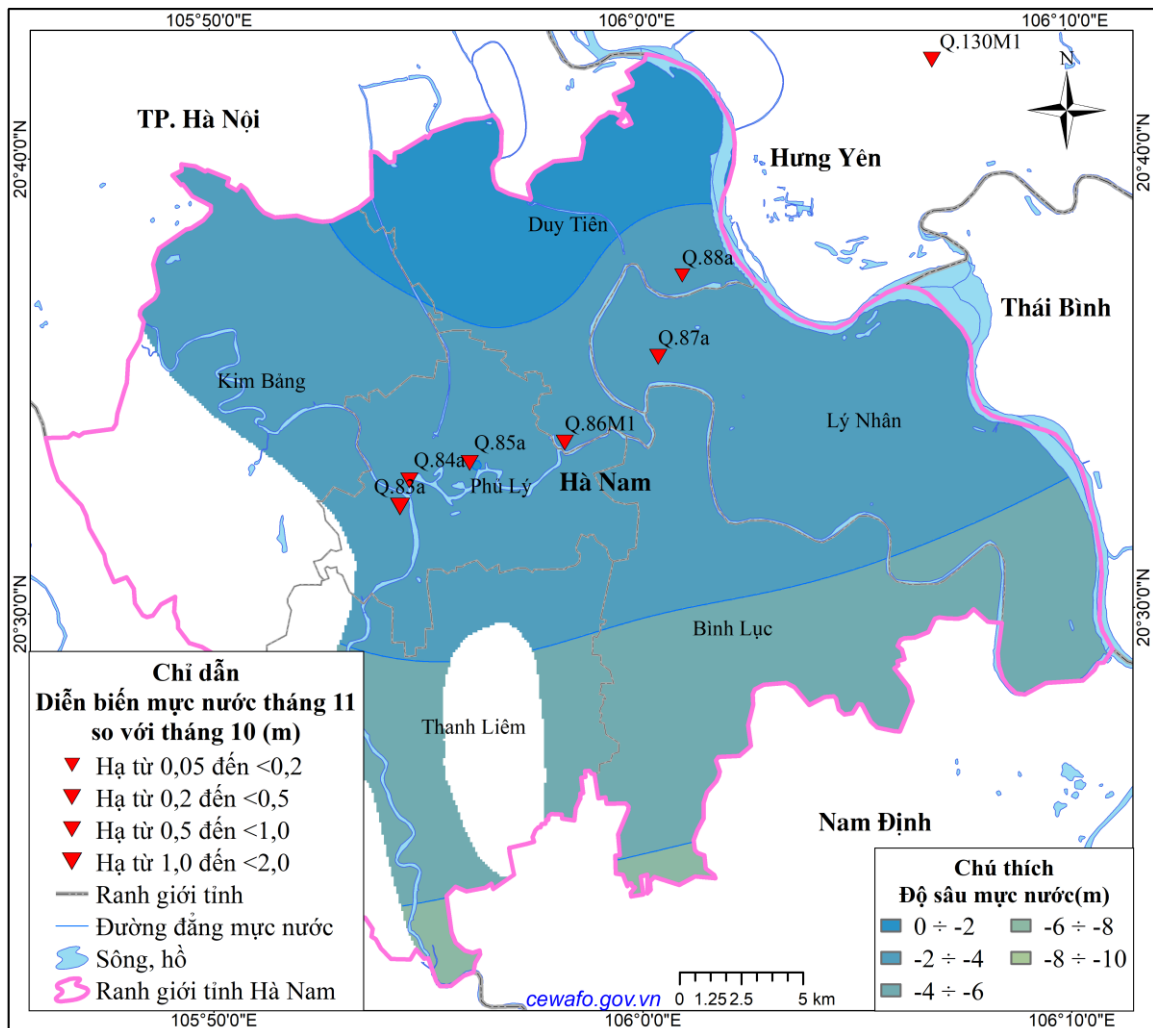 105°50'0"E
106°0'0"E
106°10'0"E
Q.130M1
N
TP. Hà Nội
Hưng Yên
20°40'0"N
20°40'0"N
Duy Tiên
Q.88a
Thái Bình
Q.87a
Kim Bảng
Lý Nhân
Q.86M1
Q.85a
Q.84a
Q.83a
Phủ Lý
Hà Nam
20°30'0"N
20°30'0"N
Bình Lục
Thanh Liêm
Nam Định
Chỉ dẫn
Diễn biến mực nước tháng 11
so với tháng 10 (m)
Hạ từ 0,05 đến <0,2
Hạ từ 0,2 đến <0,5
Hạ từ 0,5 đến <1,0
Hạ từ 1,0 đến <2,0
Ranh giới tỉnh
Đường đẳng mực nước
Sông, hồ
Ranh giới tỉnh Hà Nam
Chú thích
Độ sâu mực nước(m)
0 ÷ -2
-2 ÷ -4
-4 ÷ -6
-6 ÷ -8
-8 ÷ -10
cewafo.gov.vn
0 1.25 2.5 5 km
105°50'0"E
106°0'0"E
106°10'0"E